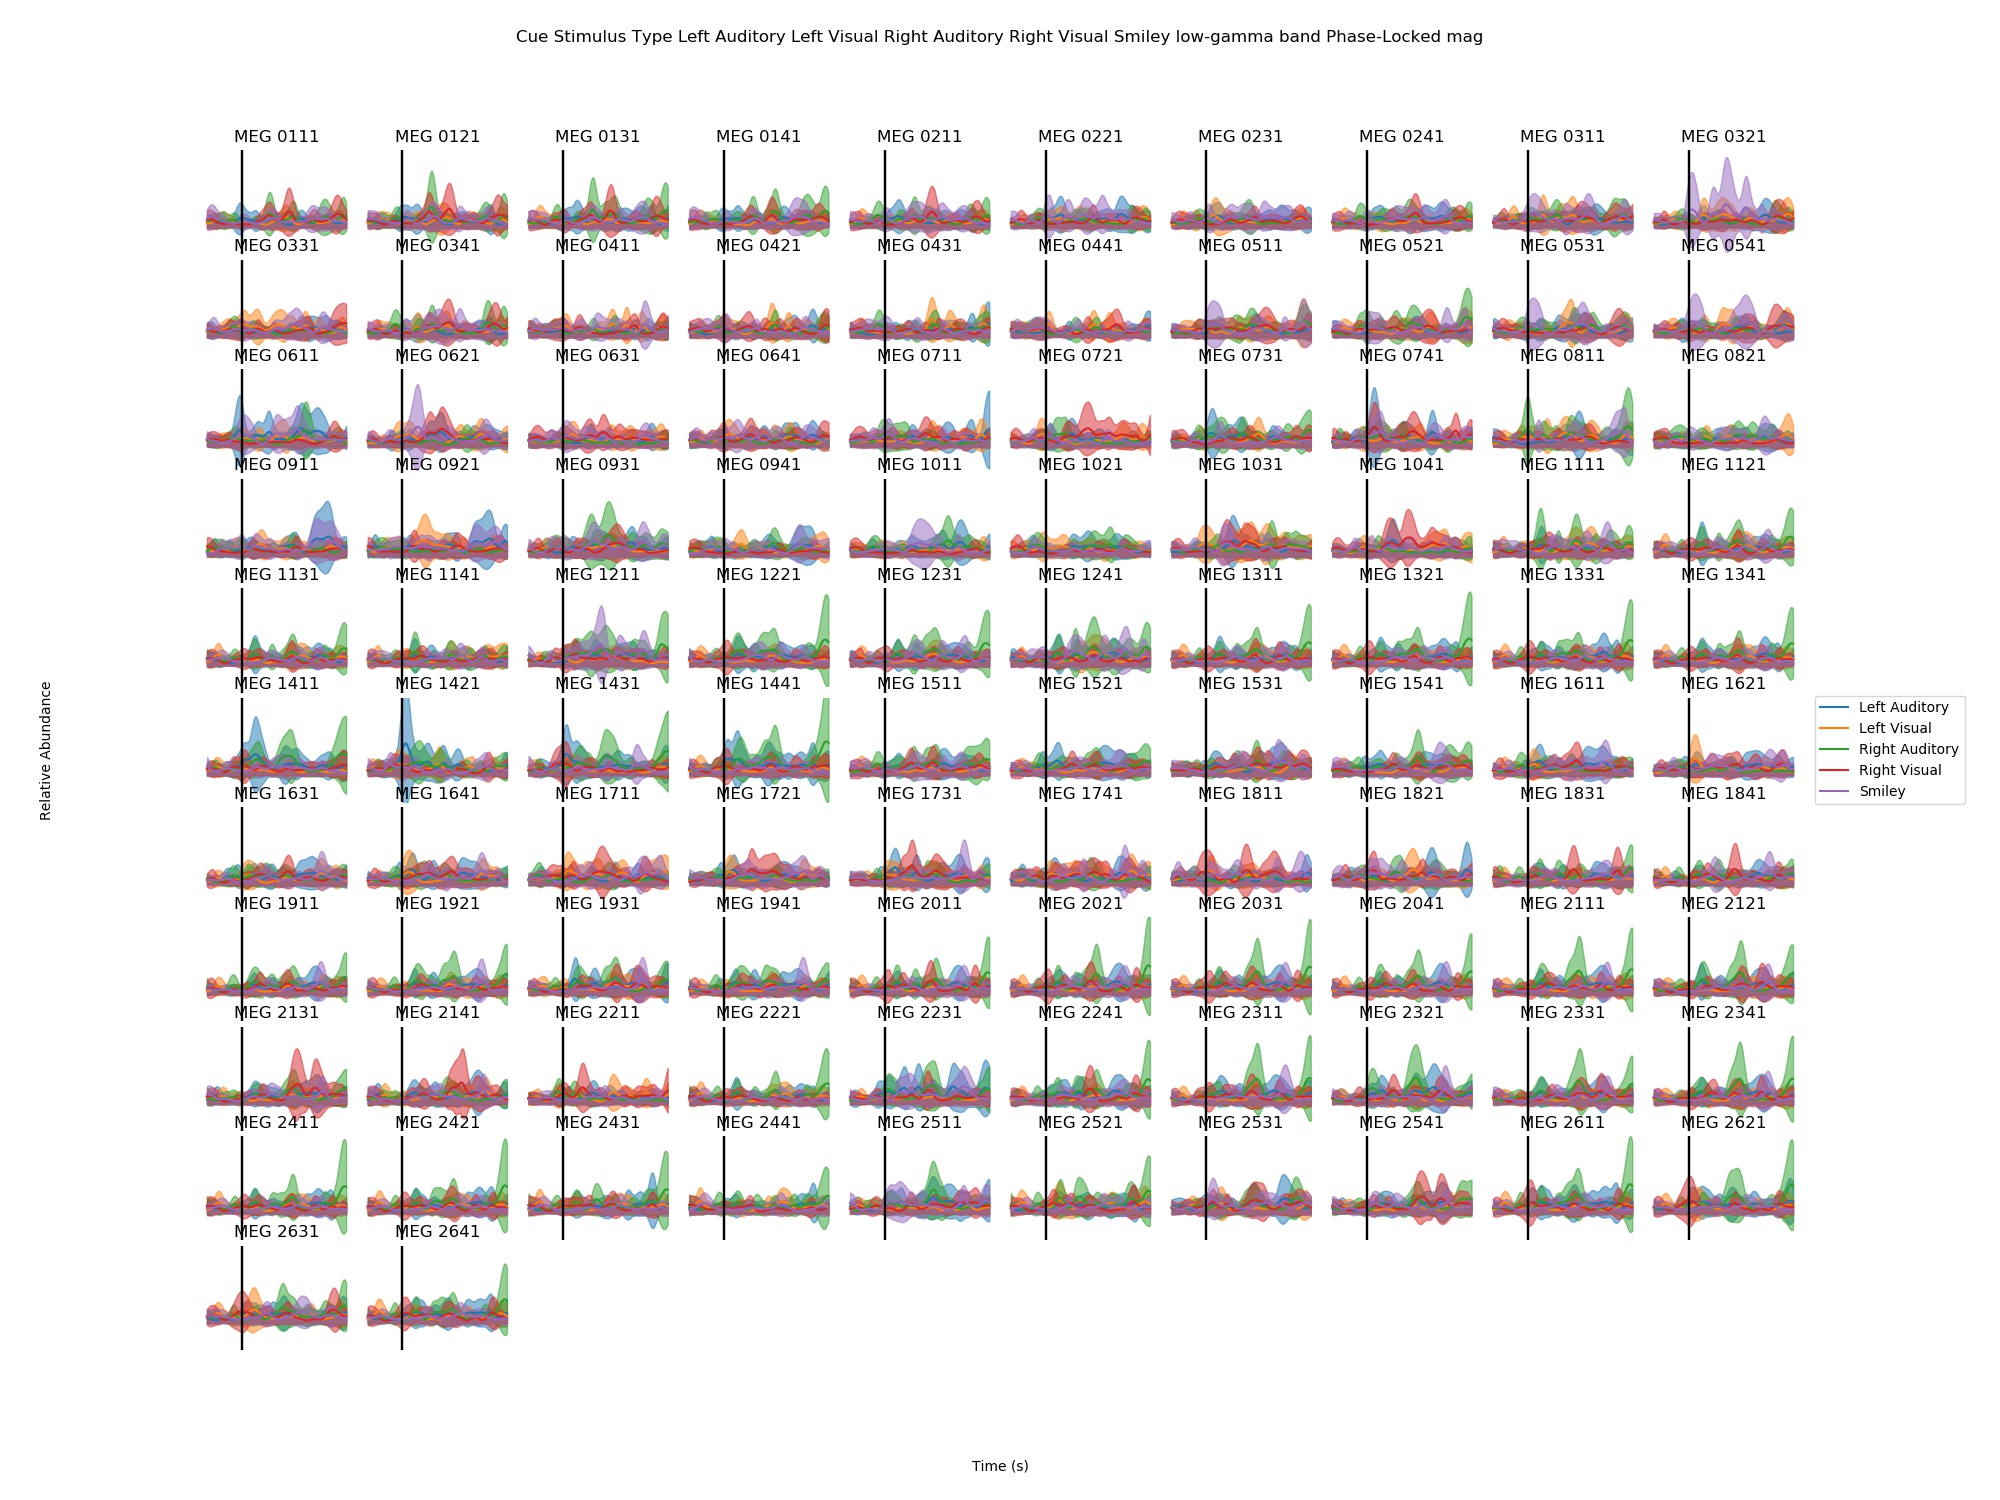 Cue Stimulus Type Left Auditory Left Visual Right Auditory Right Visual Smiley low-gamma band Phase-Locked mag
MEG 0111 MEG 0121 MEG 0131 MEG 0141 MEG 0211 MEG 0221 MEG 0231 MEG 0241 MEG 0311 MEG 0321
MEG 0331 MEG 0341 MEG 0411 MEG 0421 MEG 0431 MEG 0441 MEG 0511 MEG 0521 MEG 0531 MEG 0541
MEG 0611 MEG 0621 MEG 0631 MEG 0641 MEG 0711 MEG 0721 MEG 0731 MEG 0741 MEG 0811 MEG 0821
MEG 0911 MEG 0921 MEG 0931 MEG 0941 MEG 1011 MEG 1021 MEG 1031 MEG 1041 MEG 1111 MEG 1121
MEG 1131 MEG 1141 MEG 1211 MEG 1221 MEG 1231 MEG 1241 MEG 1311 MEG 1321 MEG 1331 MEG 1341
MEG 1411 MEG 1421 MEG 1431 MEG 1441 MEG 1511 MEG 1521 MEG 1531 MEG 1541 MEG 1611 MEG 1621
MEG 1631 MEG 1641 MEG 1711 MEG 1721 MEG 1731 MEG 1741 MEG 1811 MEG 1821 MEG 1831 MEG 1841
MEG 1911 MEG 1921 MEG 1931 MEG 1941 MEG 2011 MEG 2021 MEG 2031 MEG 2041 MEG 2111 MEG 2121
MEG 2131 MEG 2141 MEG 2211 MEG 2221 MEG 2231 MEG 2241 MEG 2311 MEG 2321 MEG 2331 MEG 2341
MEG 2411 MEG 2421 MEG 2431 MEG 2441 MEG 2511 MEG 2521 MEG 2531 MEG 2541 MEG 2611 MEG 2621
MEG 2631 MEG 2641
Relative Abundance
Left Auditory
Left Visual
Right Auditory
Right Visual
Smiley
Time (s)